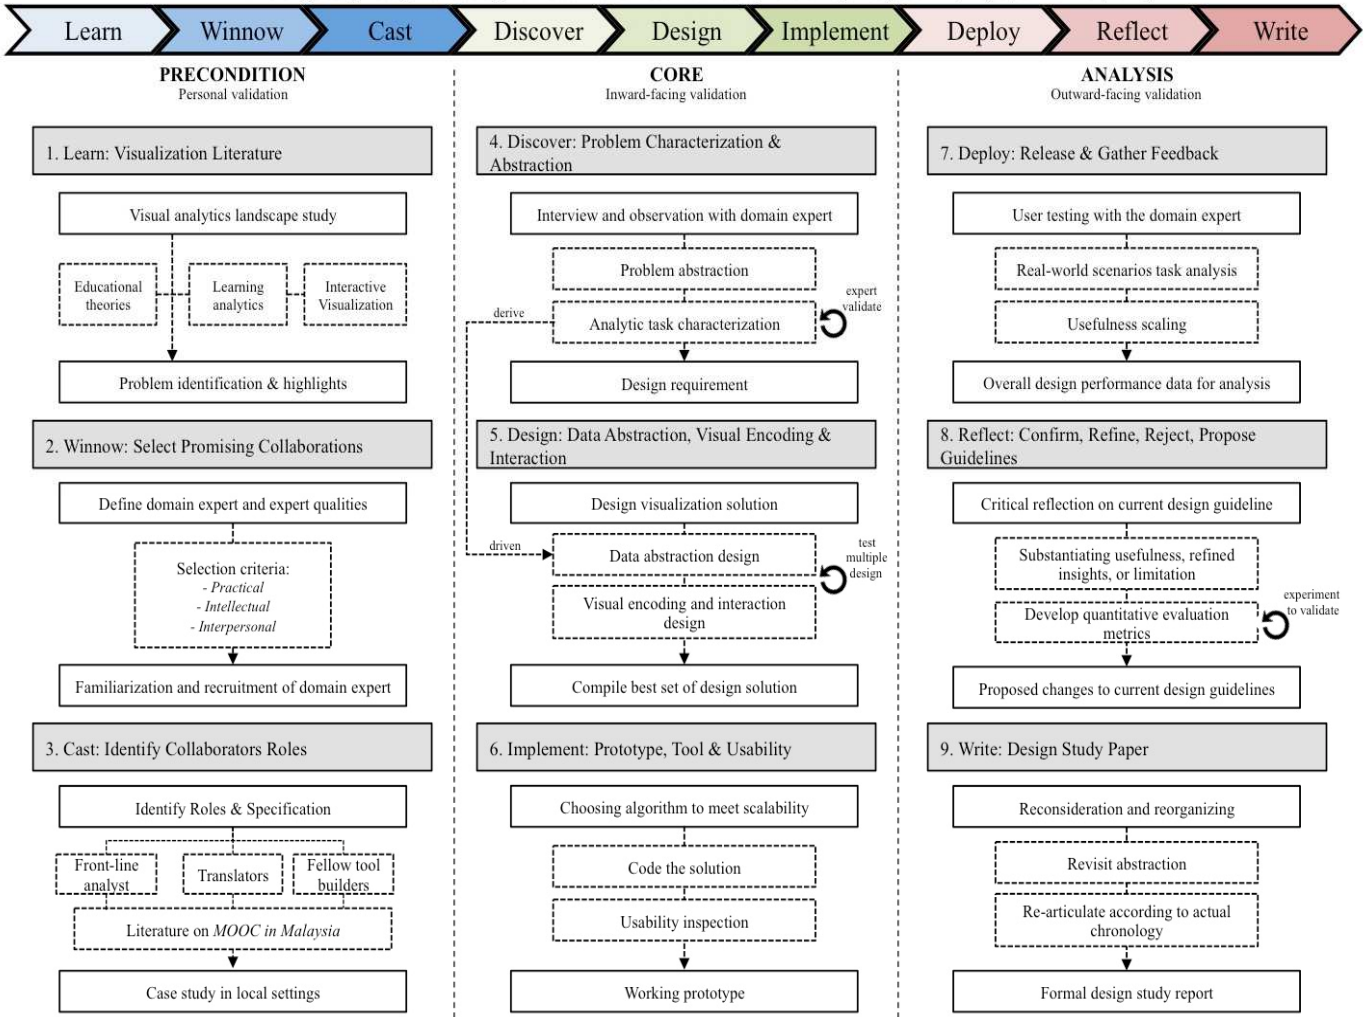 Learn
Winnow
Cast
Discover
Design
Implement
Deploy
Reflect
Write
PRECONDITION
Personal validation
1. Learn: Visualization Literature
Visual analytics landscape study
Educational
theories
Learning
analytics
Interactive
Visualization
Problem identification & highlights
2. Winnow: Select Promising Collaborations
Define domain expert and expert qualities
Selection criteria:
- Practical
- Intellectual
- Interpersonal
Familiarization and recruitment of domain expert
3. Cast: Identify Collaborators Roles
Identify Roles & Specification
Front-line
analyst
Translators
Fellow tool
builders
Literature on MOOC in Malaysia
Case study in local settings
CORE
Inward-facing validation
4. Discover: Problem Characterization &
Abstraction
Interview and observation with domain expert
Problem abstraction
Analytic task characterization
expert
validate
derive
Design requirement
5. Design: Data Abstraction, Visual Encoding &
Interaction
Design visualization solution
driven
Data abstraction design
test
multiple
design
Visual encoding and interaction
design
Compile best set of design solution
6. Implement: Prototype, Tool & Usability
Choosing algorithm to meet scalability
Code the solution
Usability inspection
Working prototype
ANALYSIS
Outward-facing validation
7. Deploy: Release & Gather Feedback
User testing with the domain expert
Real-world scenarios task analysis
Usefulness scaling
Overall design performance data for analysis
8. Reflect: Confirm, Refine, Reject, Propose
Guidelines
Critical reflection on current design guideline
Substantiating usefulness, refined
insights, or limitation
Develop quantitative evaluation
metrics
experiment
to validate
Proposed changes to current design guidelines
9. Write: Design Study Paper
Reconsideration and reorganizing
Revisit abstraction
Re-articulate according to actual
chronology
Formal design study report